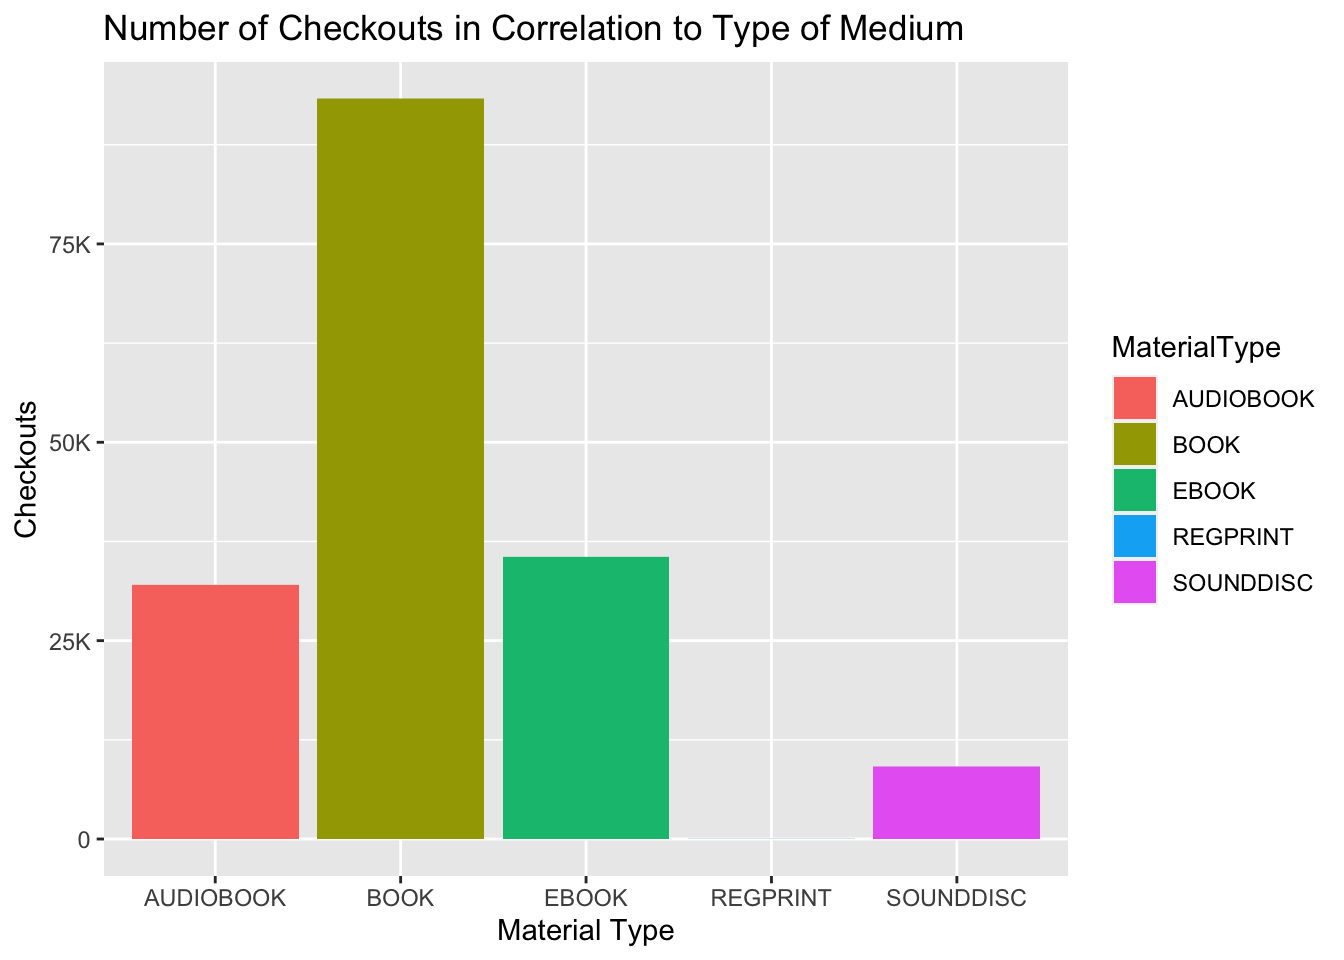 Number of Checkouts in Correlation to Type of Medium
Checkouts
75K
50K
25K
0
AUDIOBOOK BOOK EBOOK REGPRINT SOUNDDISC
Material Type
MaterialType
AUDIOBOOK
BOOK
EBOOK
REGPRINT
SOUNDDISC